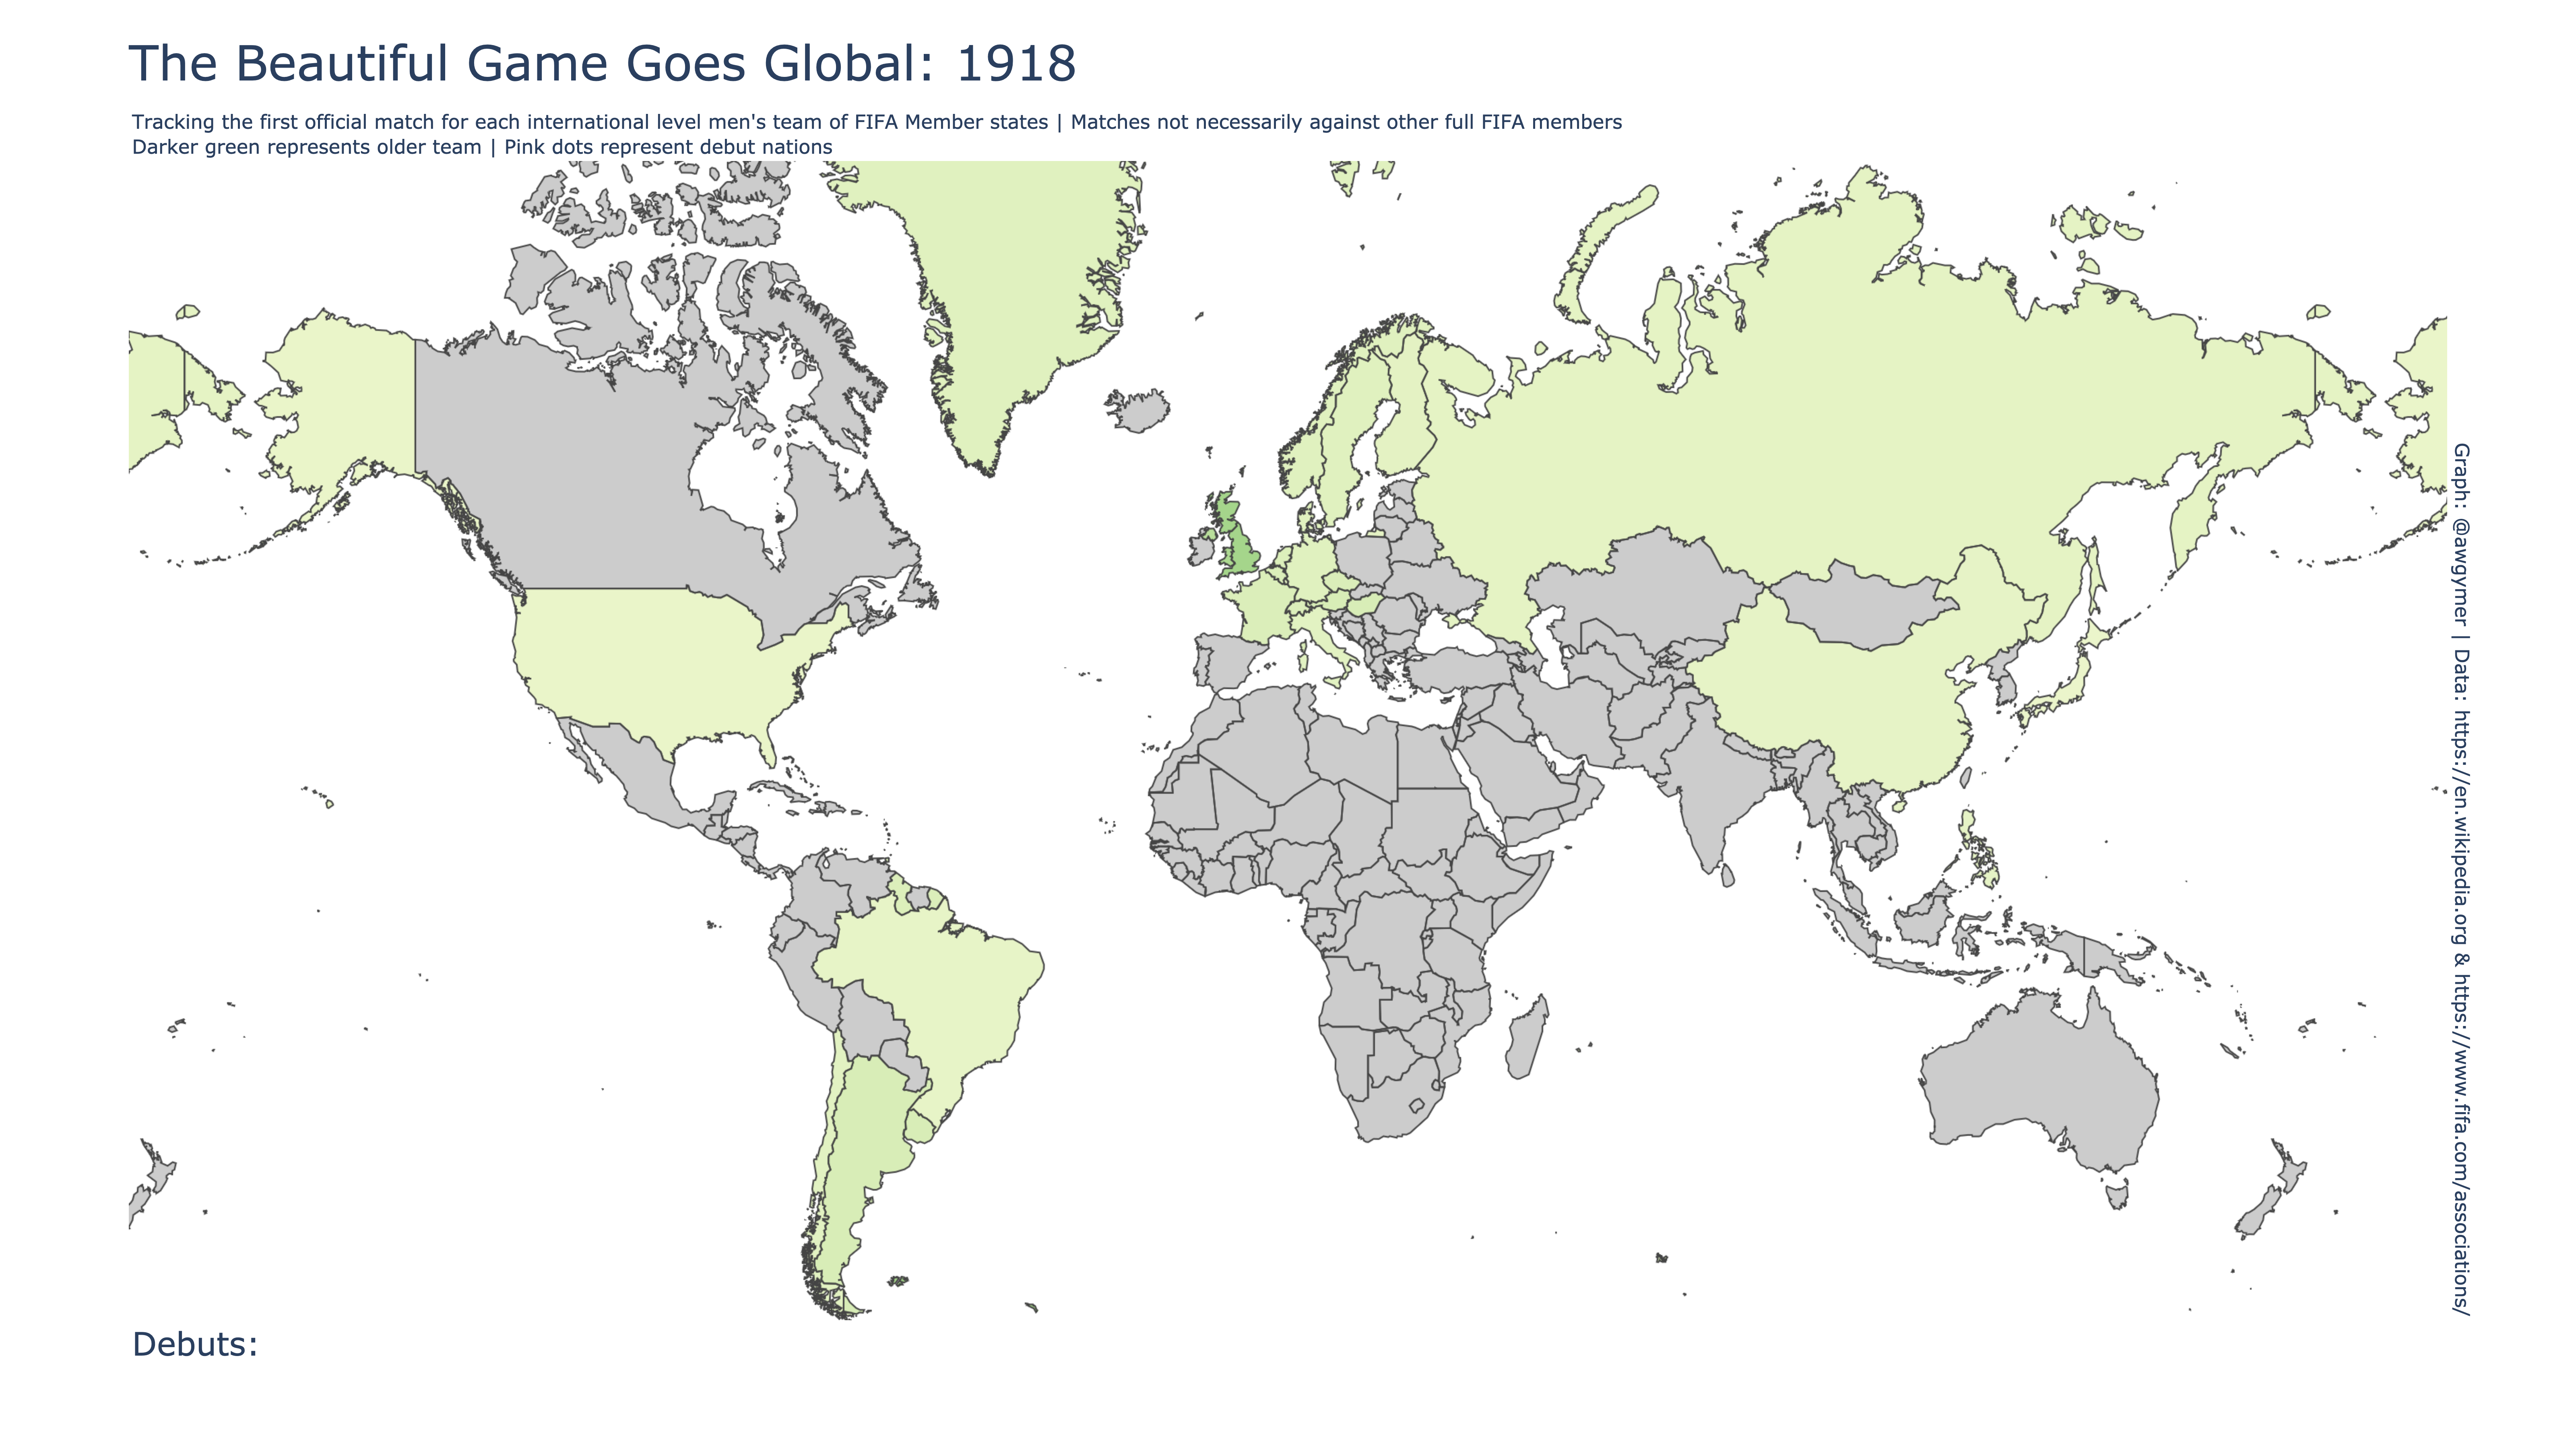 The Beautiful Game Goes Global: 1918
Tracking the first official match for each international level men's team of FIFA Member states | Matches not necessarily against other full FIFA members
Darker green represents older team | Pink dots represent debut nations
Graph: @awgymer | Data: https://en.wikipedia.org & https://www.fifa.com/associations/
Debuts: